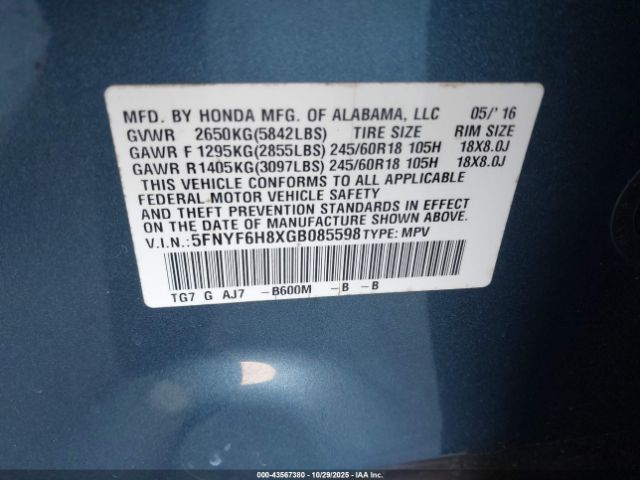 MFD. BY HONDA MFG. OF ALABAMA, LLC 05/' 16
GVWR 2650KG(5842LBS) TIRE SIZE RIM SIZE
GAWR F 1295KG(2855LBS) 245/60R18 105H 18X8.0J
GAWR R1405KG(3097LBS) 245/60R18 105H 18X8.0J
THIS VEHICLE CONFORMS TO ALL APPLICABLE
FEDERAL MOTOR VEHICLE SAFETY
AND THEFT PREVENTION STANDARDS IN EFFECT
ON THE DATE OF MANUFACTURE SHOWN ABOVE.
V.I.N.: 5FNYF6H8XGB085598 TYPE: MPV
TG7 G AJ7 -B600M -B -B
000-43567380 - 10/29/2025 - IAAI.com